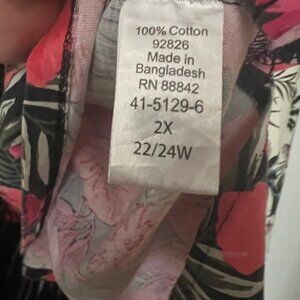 100% Cotton
92826
Made in
Bangladesh
RN 88842
41-5129-6
2X
22/24W